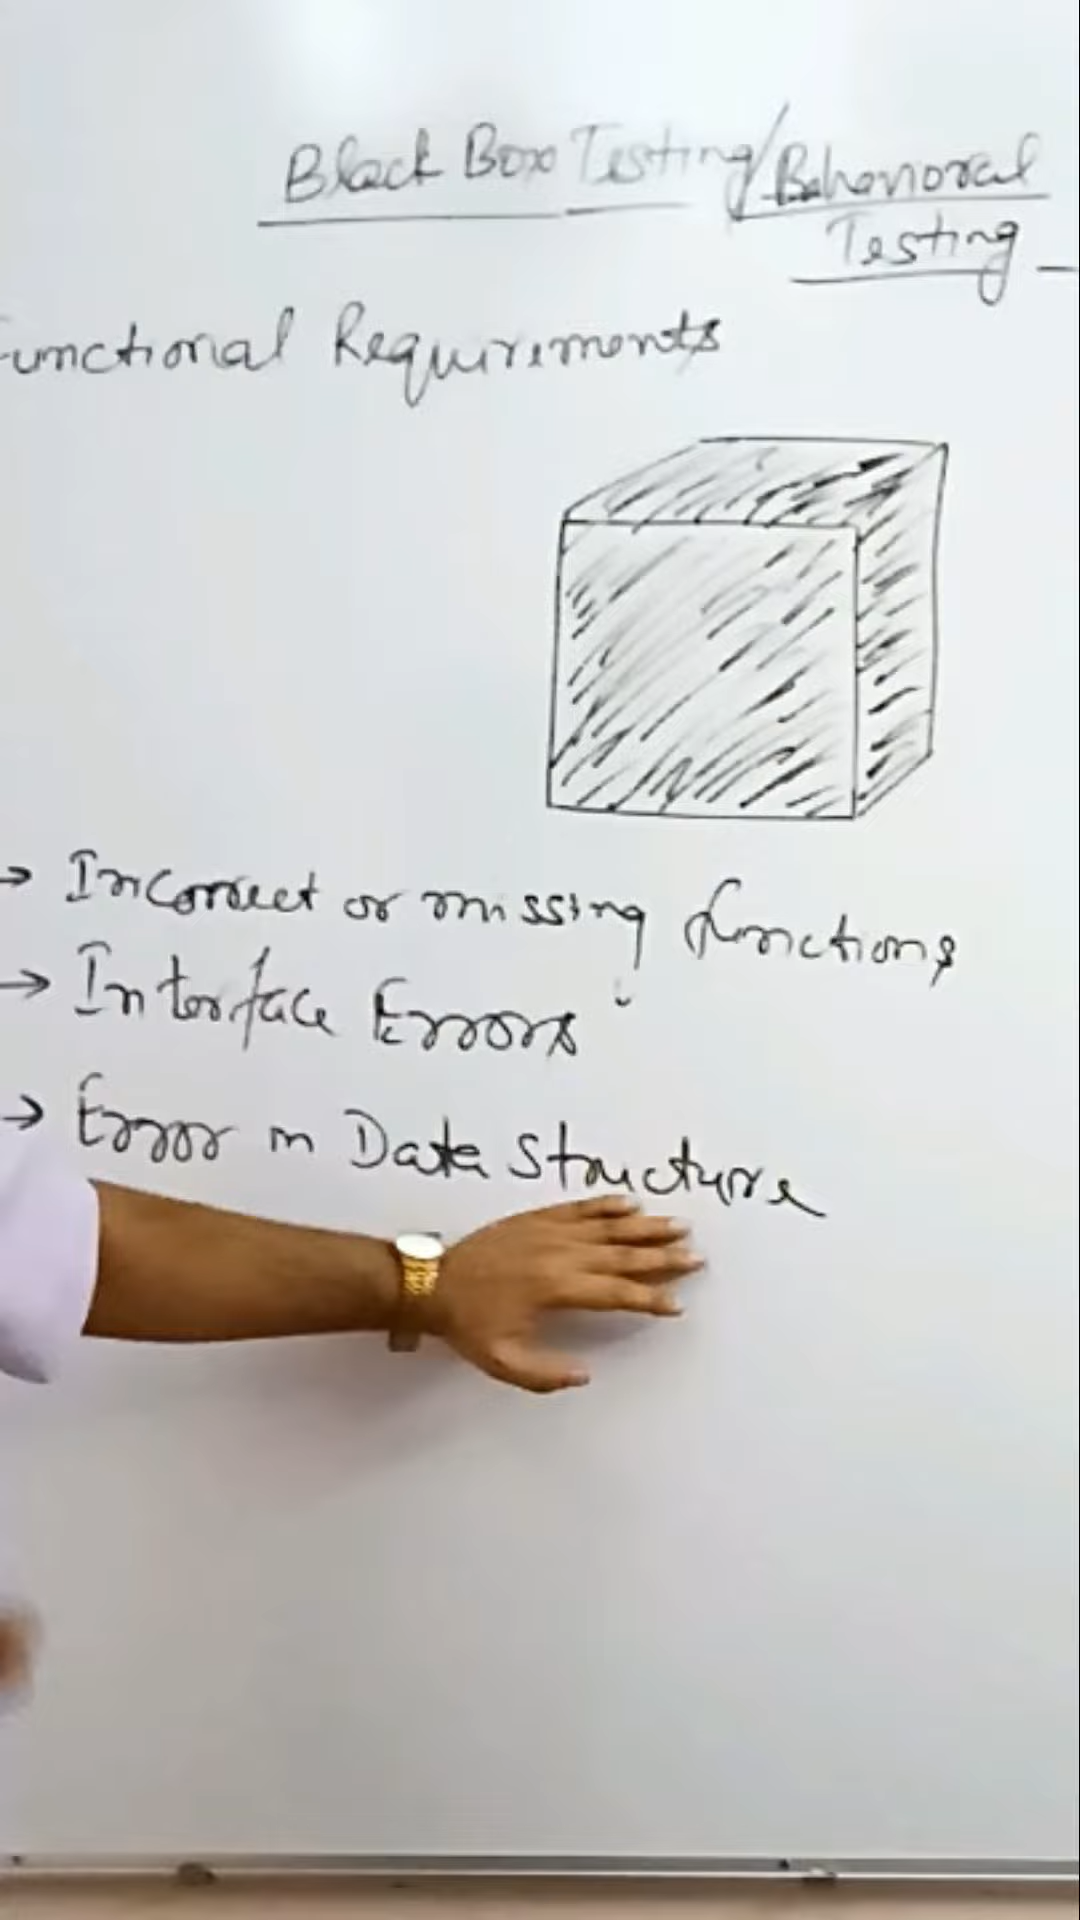 Black Box Testing/Behavioral
Testing
Functional Requirements
→ Incorrect or missing functions
→ Interface Errors
→ Error in Data Structure